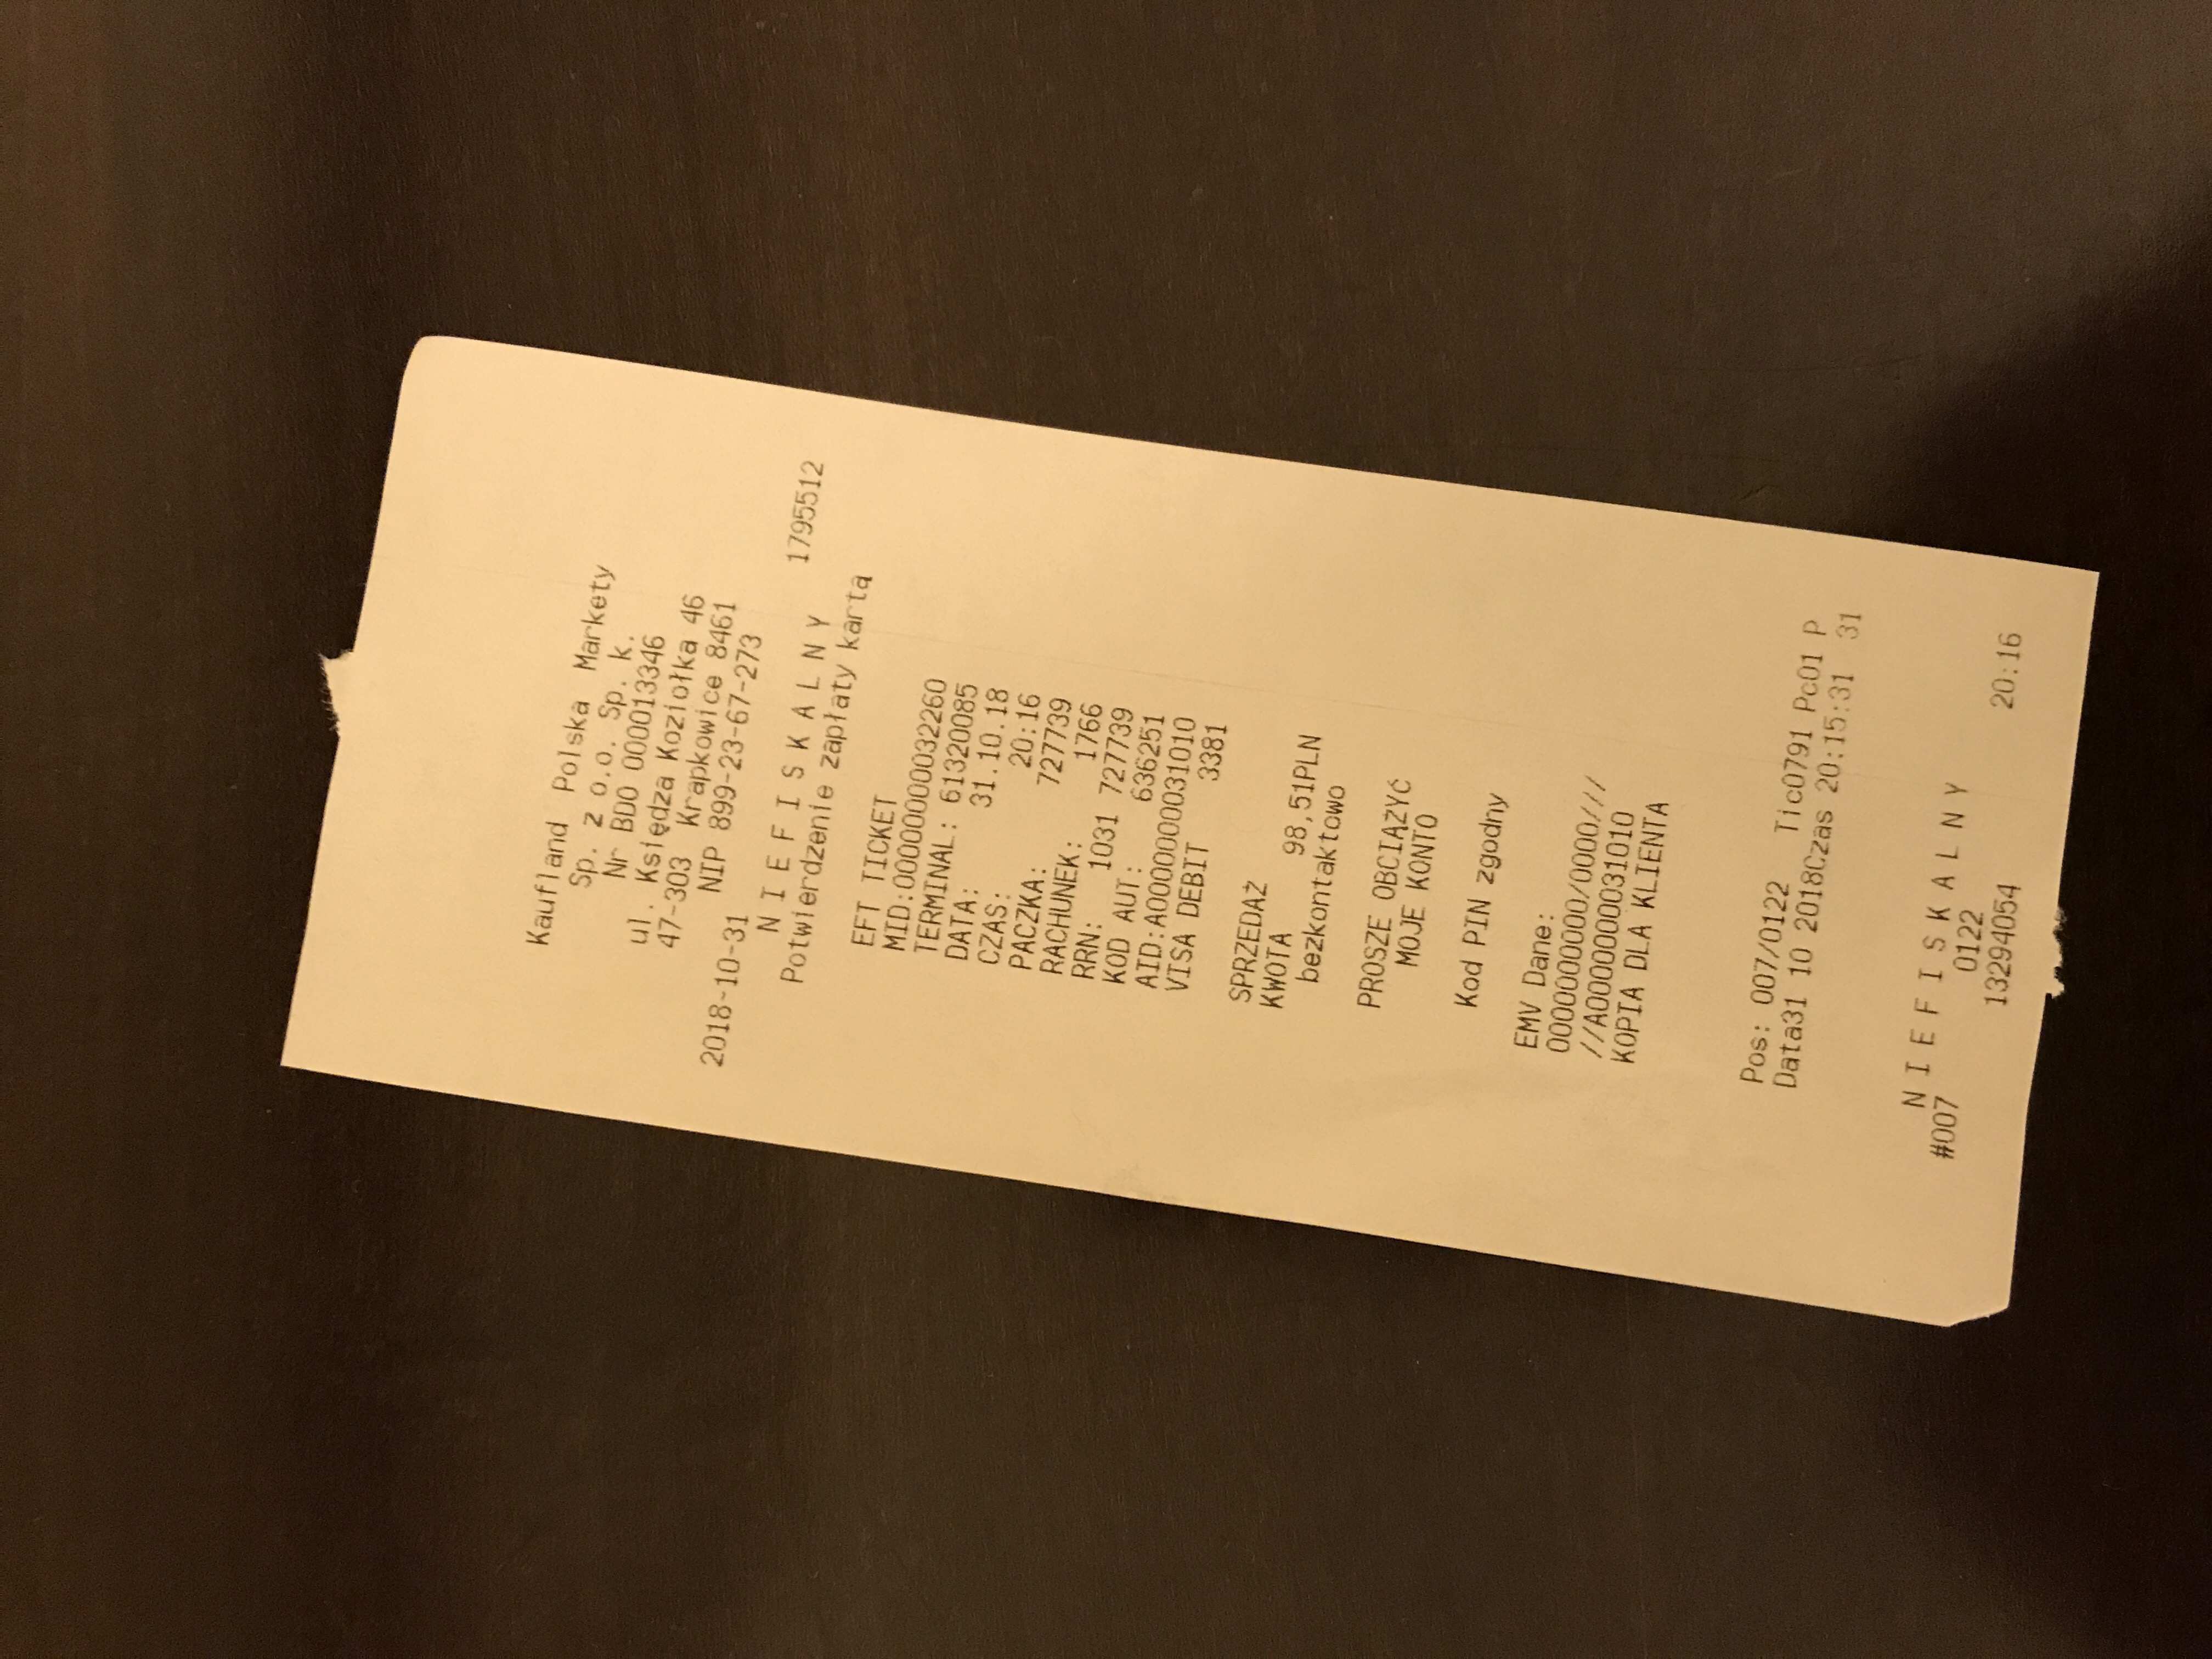 Kaufland Polska Markety
Sp. z o.o. Sp. k.
Nr BDO 000013346
ul. Księdza Koziołka 46
47-303 Krapkowice 8461
NIP 899-23-67-273
2018-10-31 1795512
N I E F I S K A L N Y
Potwierdzenie zapłaty kartą
EFT TICKET
MID:00000000032260
TERMINAL: 61320085
DATA: 31.10.18
CZAS: 20:16
PACZKA: 727739
RACHUNEK: 1766
RRN: 1031 727739
KOD AUT: 636251
AID:A0000000031010
VISA DEBIT 3381
SPRZEDAŻ
KWOTA 98,51PLN
bezkontaktowo
PROSZE OBCIĄŻYĆ
MOJE KONTO
Kod PIN zgodny
EMV Dane:
0000000000/0000///
//A0000000031010
KOPIA DLA KLIENTA
Pos: 007/0122 Tic0791 Pc01 P
Data31 10 2018Czas 20:15:31 31
N I E F I S K A L N Y
#007 0122 20:16
13294054